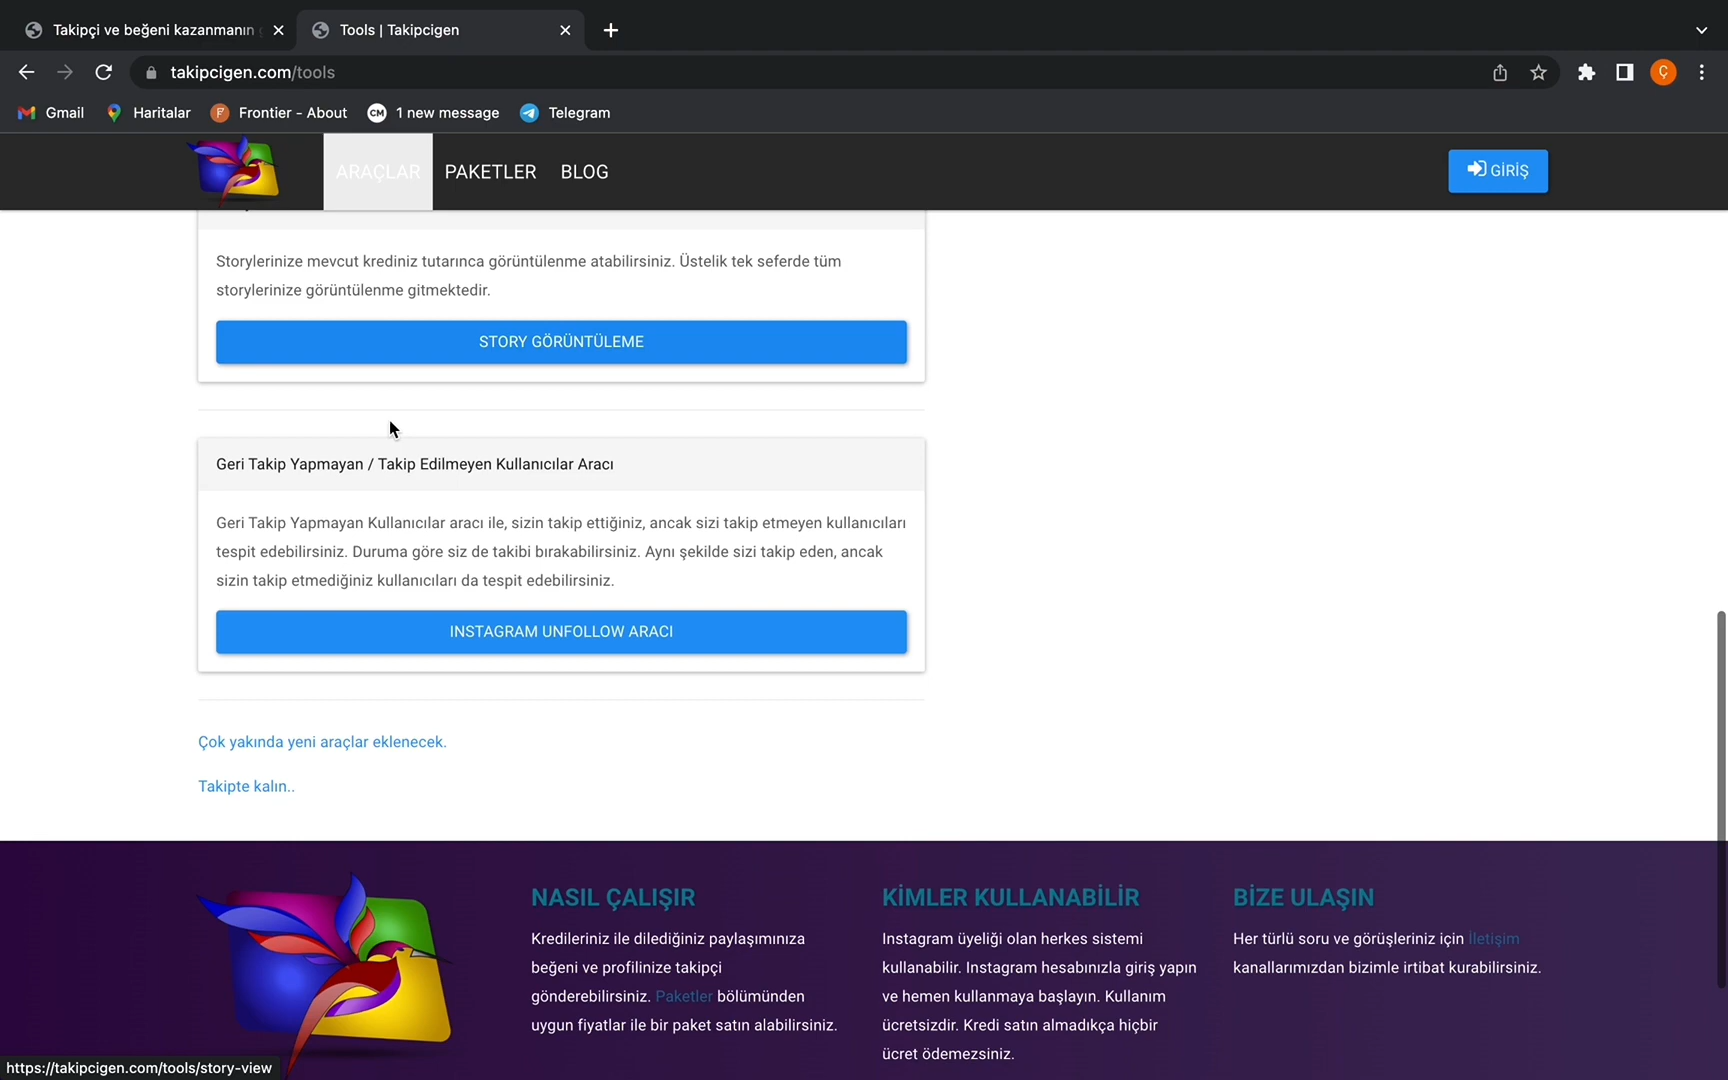 Takipçi ve beğeni kazanmanın
Tools | Takipcigen
takipcigen.com/tools
Ç
Gmail
Haritalar
F
Frontier - About
CM
1 new message
Telegram
ARAÇLAR
PAKETLER
BLOG
GİRİŞ
Storylerinize mevcut krediniz tutarınca görüntülenme atabilirsiniz. Üstelik tek seferde tüm
storylerinize görüntülenme gitmektedir.
STORY GÖRÜNTÜLEME
Geri Takip Yapmayan / Takip Edilmeyen Kullanıcılar Aracı
Geri Takip Yapmayan Kullanıcılar aracı ile, sizin takip ettiğiniz, ancak sizi takip etmeyen kullanıcıları
tespit edebilirsiniz. Duruma göre siz de takibi bırakabilirsiniz. Aynı şekilde sizi takip eden, ancak
sizin takip etmediğiniz kullanıcıları da tespit edebilirsiniz.
INSTAGRAM UNFOLLOW ARACI
Çok yakında yeni araçlar eklenecek.
Takipte kalın..
NASIL ÇALIŞIR
Kredileriniz ile dilediğiniz paylaşımınıza
beğeni ve profilinize takipçi
gönderebilirsiniz. Paketler bölümünden
uygun fiyatlar ile bir paket satın alabilirsiniz.
KİMLER KULLANABİLİR
Instagram üyeliği olan herkes sistemi
kullanabilir. Instagram hesabınızla giriş yapın
ve hemen kullanmaya başlayın. Kullanım
ücretsizdir. Kredi satın almadıkça hiçbir
ücret ödemezsiniz.
BİZE ULAŞIN
Her türlü soru ve görüşleriniz için İletişim
kanallarımızdan bizimle irtibat kurabilirsiniz.
https://takipcigen.com/tools/story-view